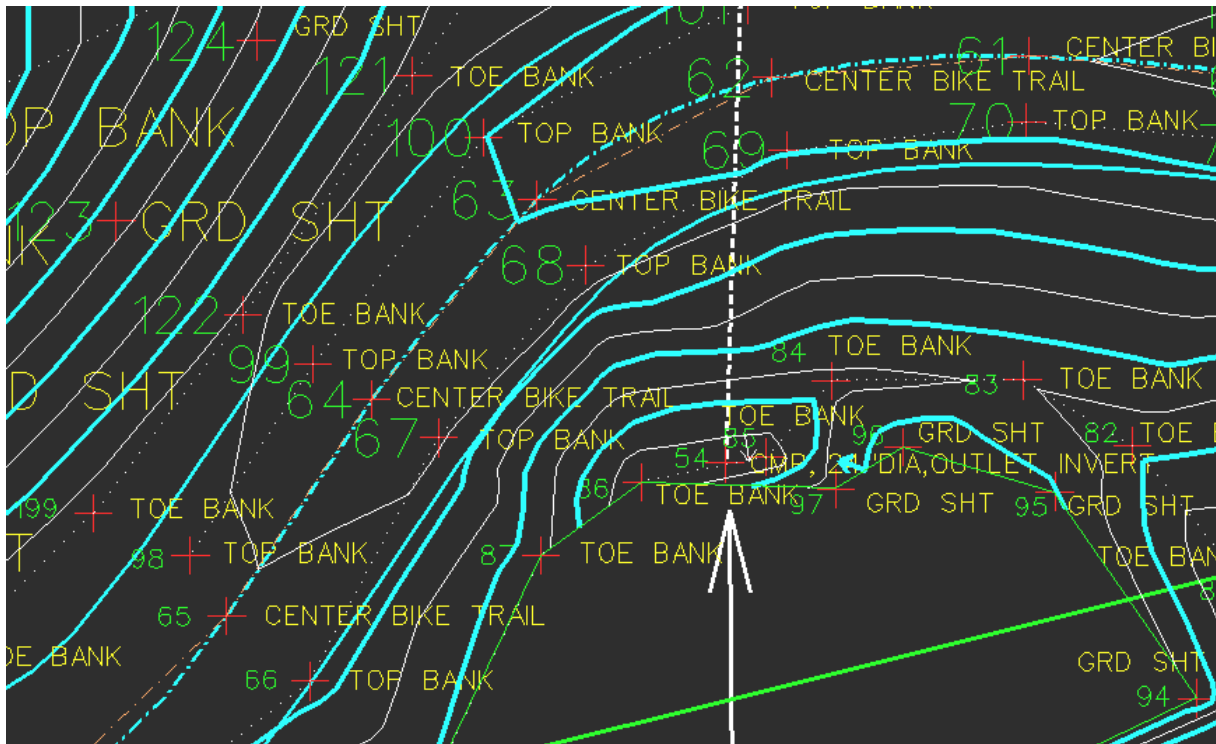 101 TOP BANK
124 GRD SHT
61 CENTER BI
121 TOE BANK
62 CENTER BIKE TRAIL
OP BANK
100 TOP BANK
70 TOP BANK
69 TOP BANK
63 CENTER BIKE TRAIL
123 GRD SHT
NK
68 TOP BANK
122 TOE BANK
84 TOE BANK
99 TOP BANK
83 TOE BANK
D SHT
64 CENTER BIKE TRAIL
TOE BANK
67 TOP BANK
85
96 GRD SHT
82 TOE B
54
86 TOE BANK
97 GRD SHT
95 GRD SHT
199 TOE BANK
T
98 TOP BANK
87 TOE BANK
TOE BAN
8
65 CENTER BIKE TRAIL
OE BANK
66 TOP BANK
GRD SHT
94